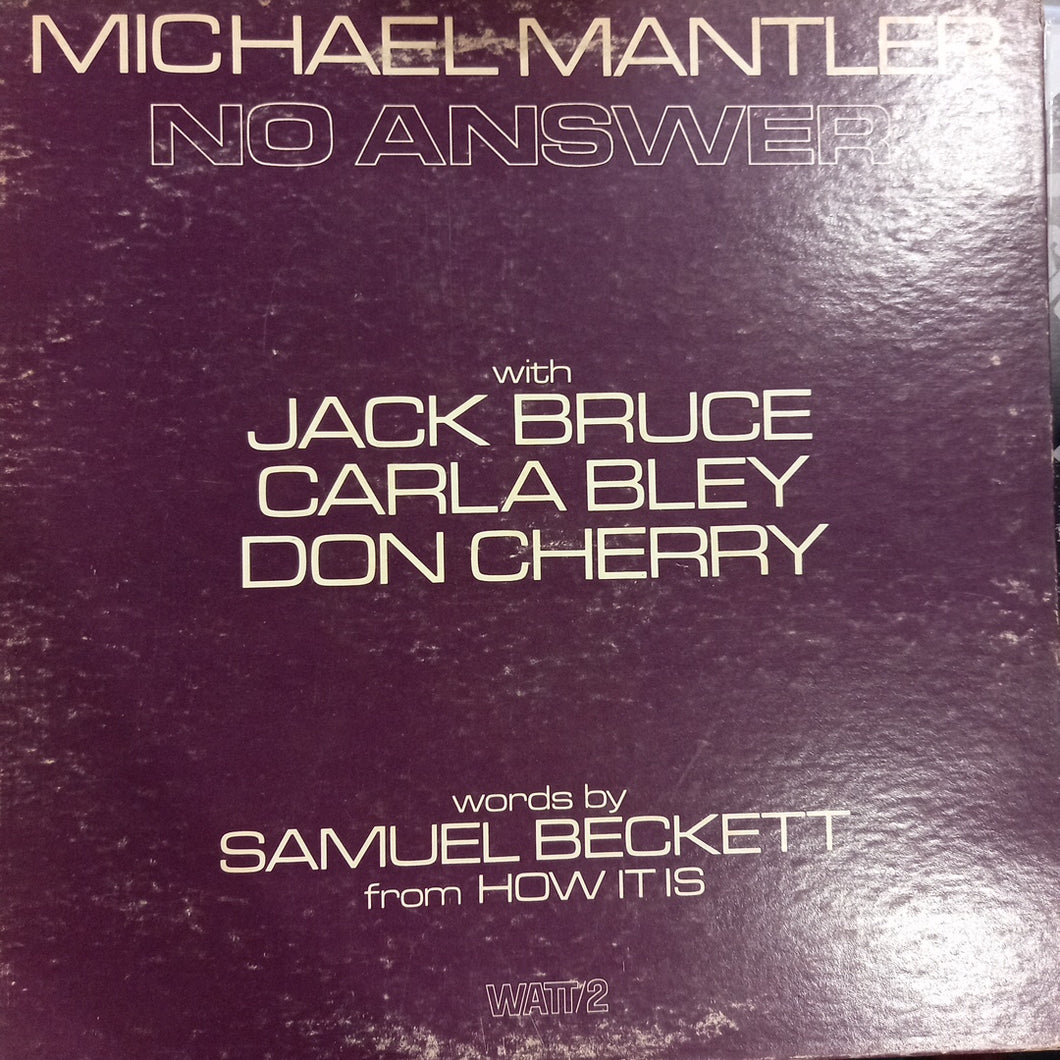 MICHAEL MANTLER
NO ANSWER
with
JACK BRUCE
CARLA BLEY
DON CHERRY
words by
SAMUEL BECKETT
from HOW IT IS
WATT/2